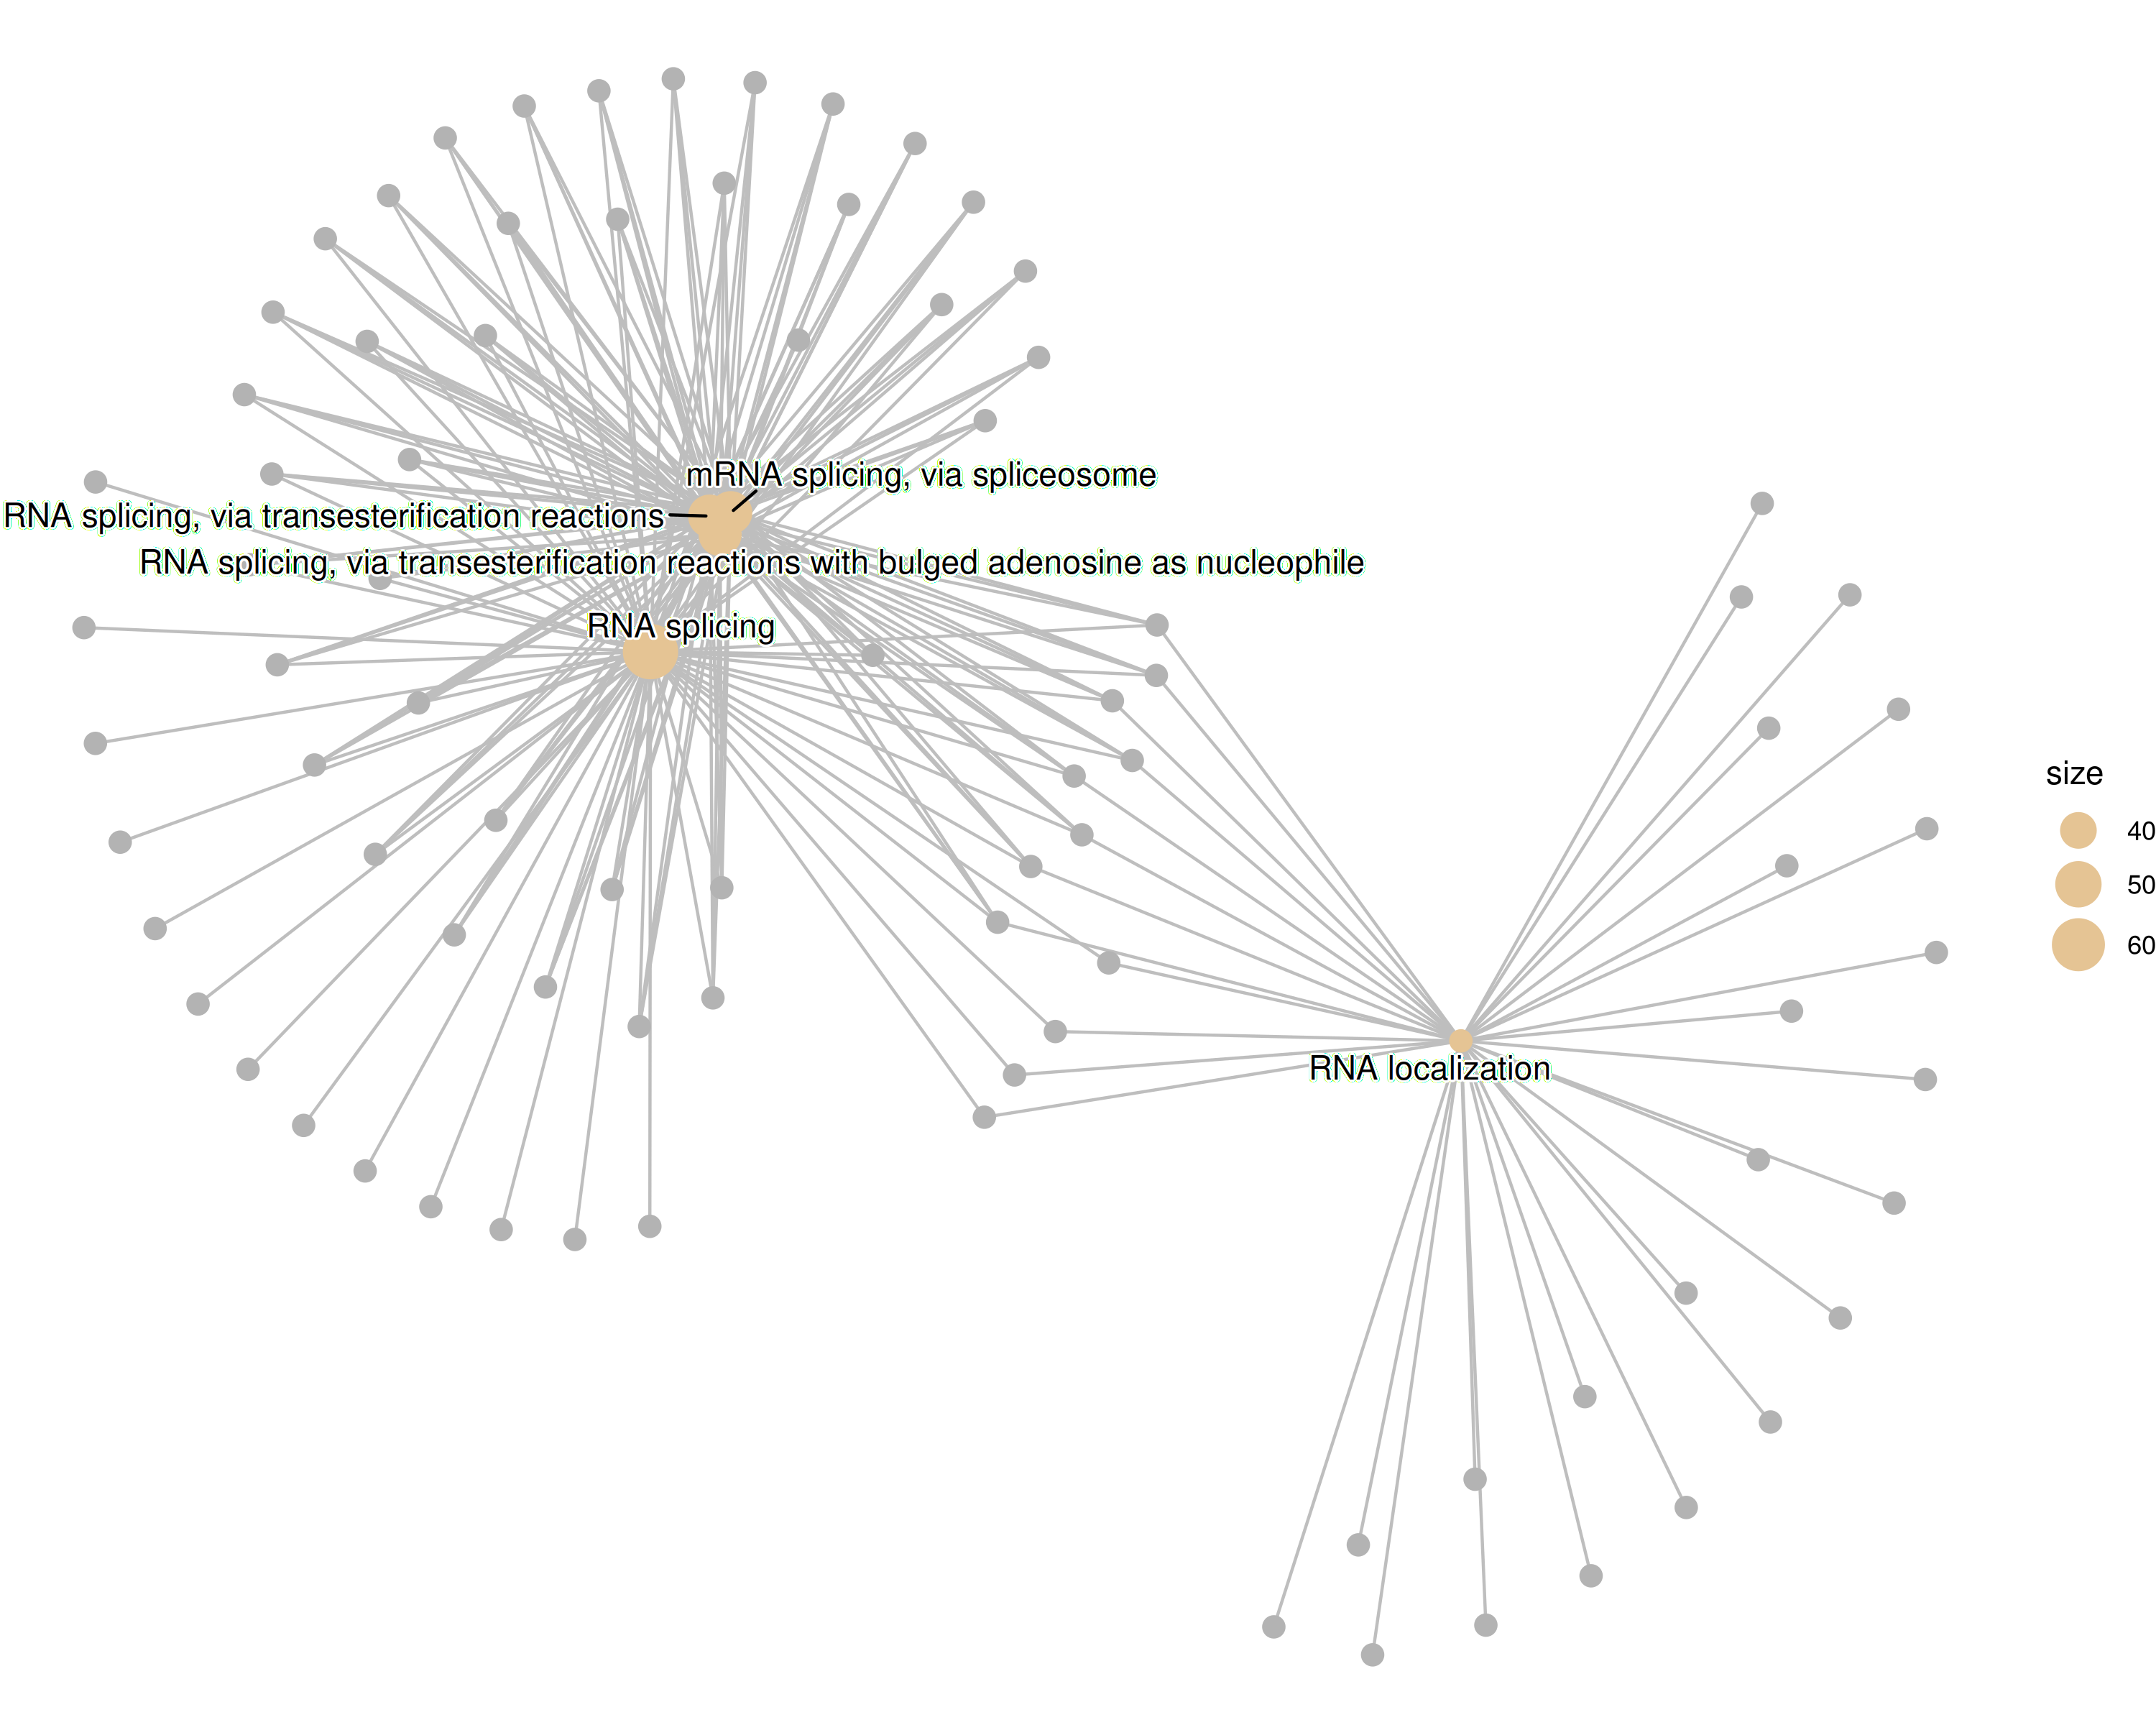 mRNA splicing, via spliceosome
RNA splicing, via transesterification reactions
RNA splicing, via transesterification reactions with bulged adenosine as nucleophile
RNA splicing
size
40
50
60
RNA localization